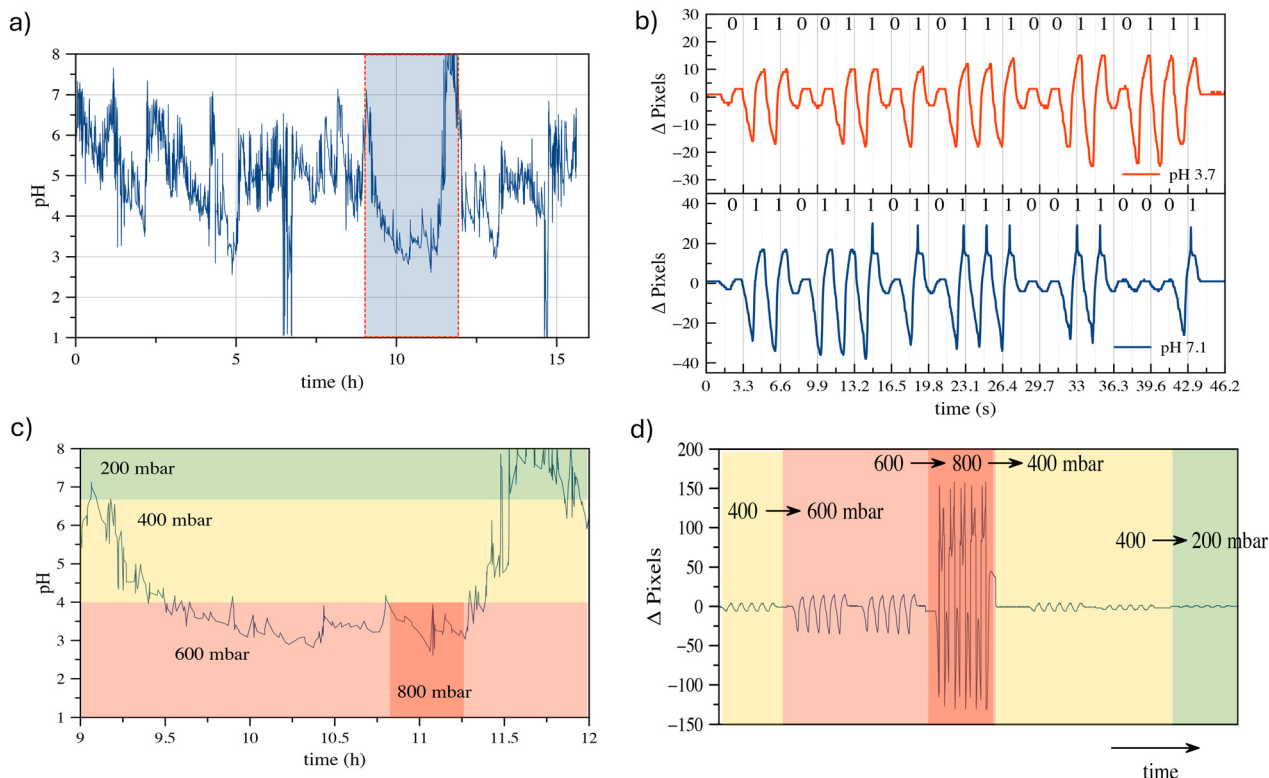 a)
8
7
6
5
4
3
2
1
pH
0
5
10
15
time (h)
b)
30
15
0
−10
−20
−30
Δ Pixels
0 1 1 0 0 1 1 0 1 0 1 1 1 0 0 1 1 0 1 1 1
pH 3.7
40
20
0
−20
−40
Δ Pixels
0 1 1 0 1 1 1 0 1 0 1 1 1 0 0 1 1 0 0 0 1
pH 7.1
0 3.3 6.6 9.9 13.2 16.5 19.8 23.1 26.4 29.7 33 36.3 39.6 42.9 46.2
time (s)
c)
8
7
6
5
4
3
2
1
pH
200 mbar
400 mbar
600 mbar
800 mbar
9 9.5 10 10.5 11 11.5 12
time (h)
d)
200
150
100
50
0
−50
−100
−150
Δ Pixels
600 → 800 → 400 mbar
400 → 600 mbar
400 → 200 mbar
time